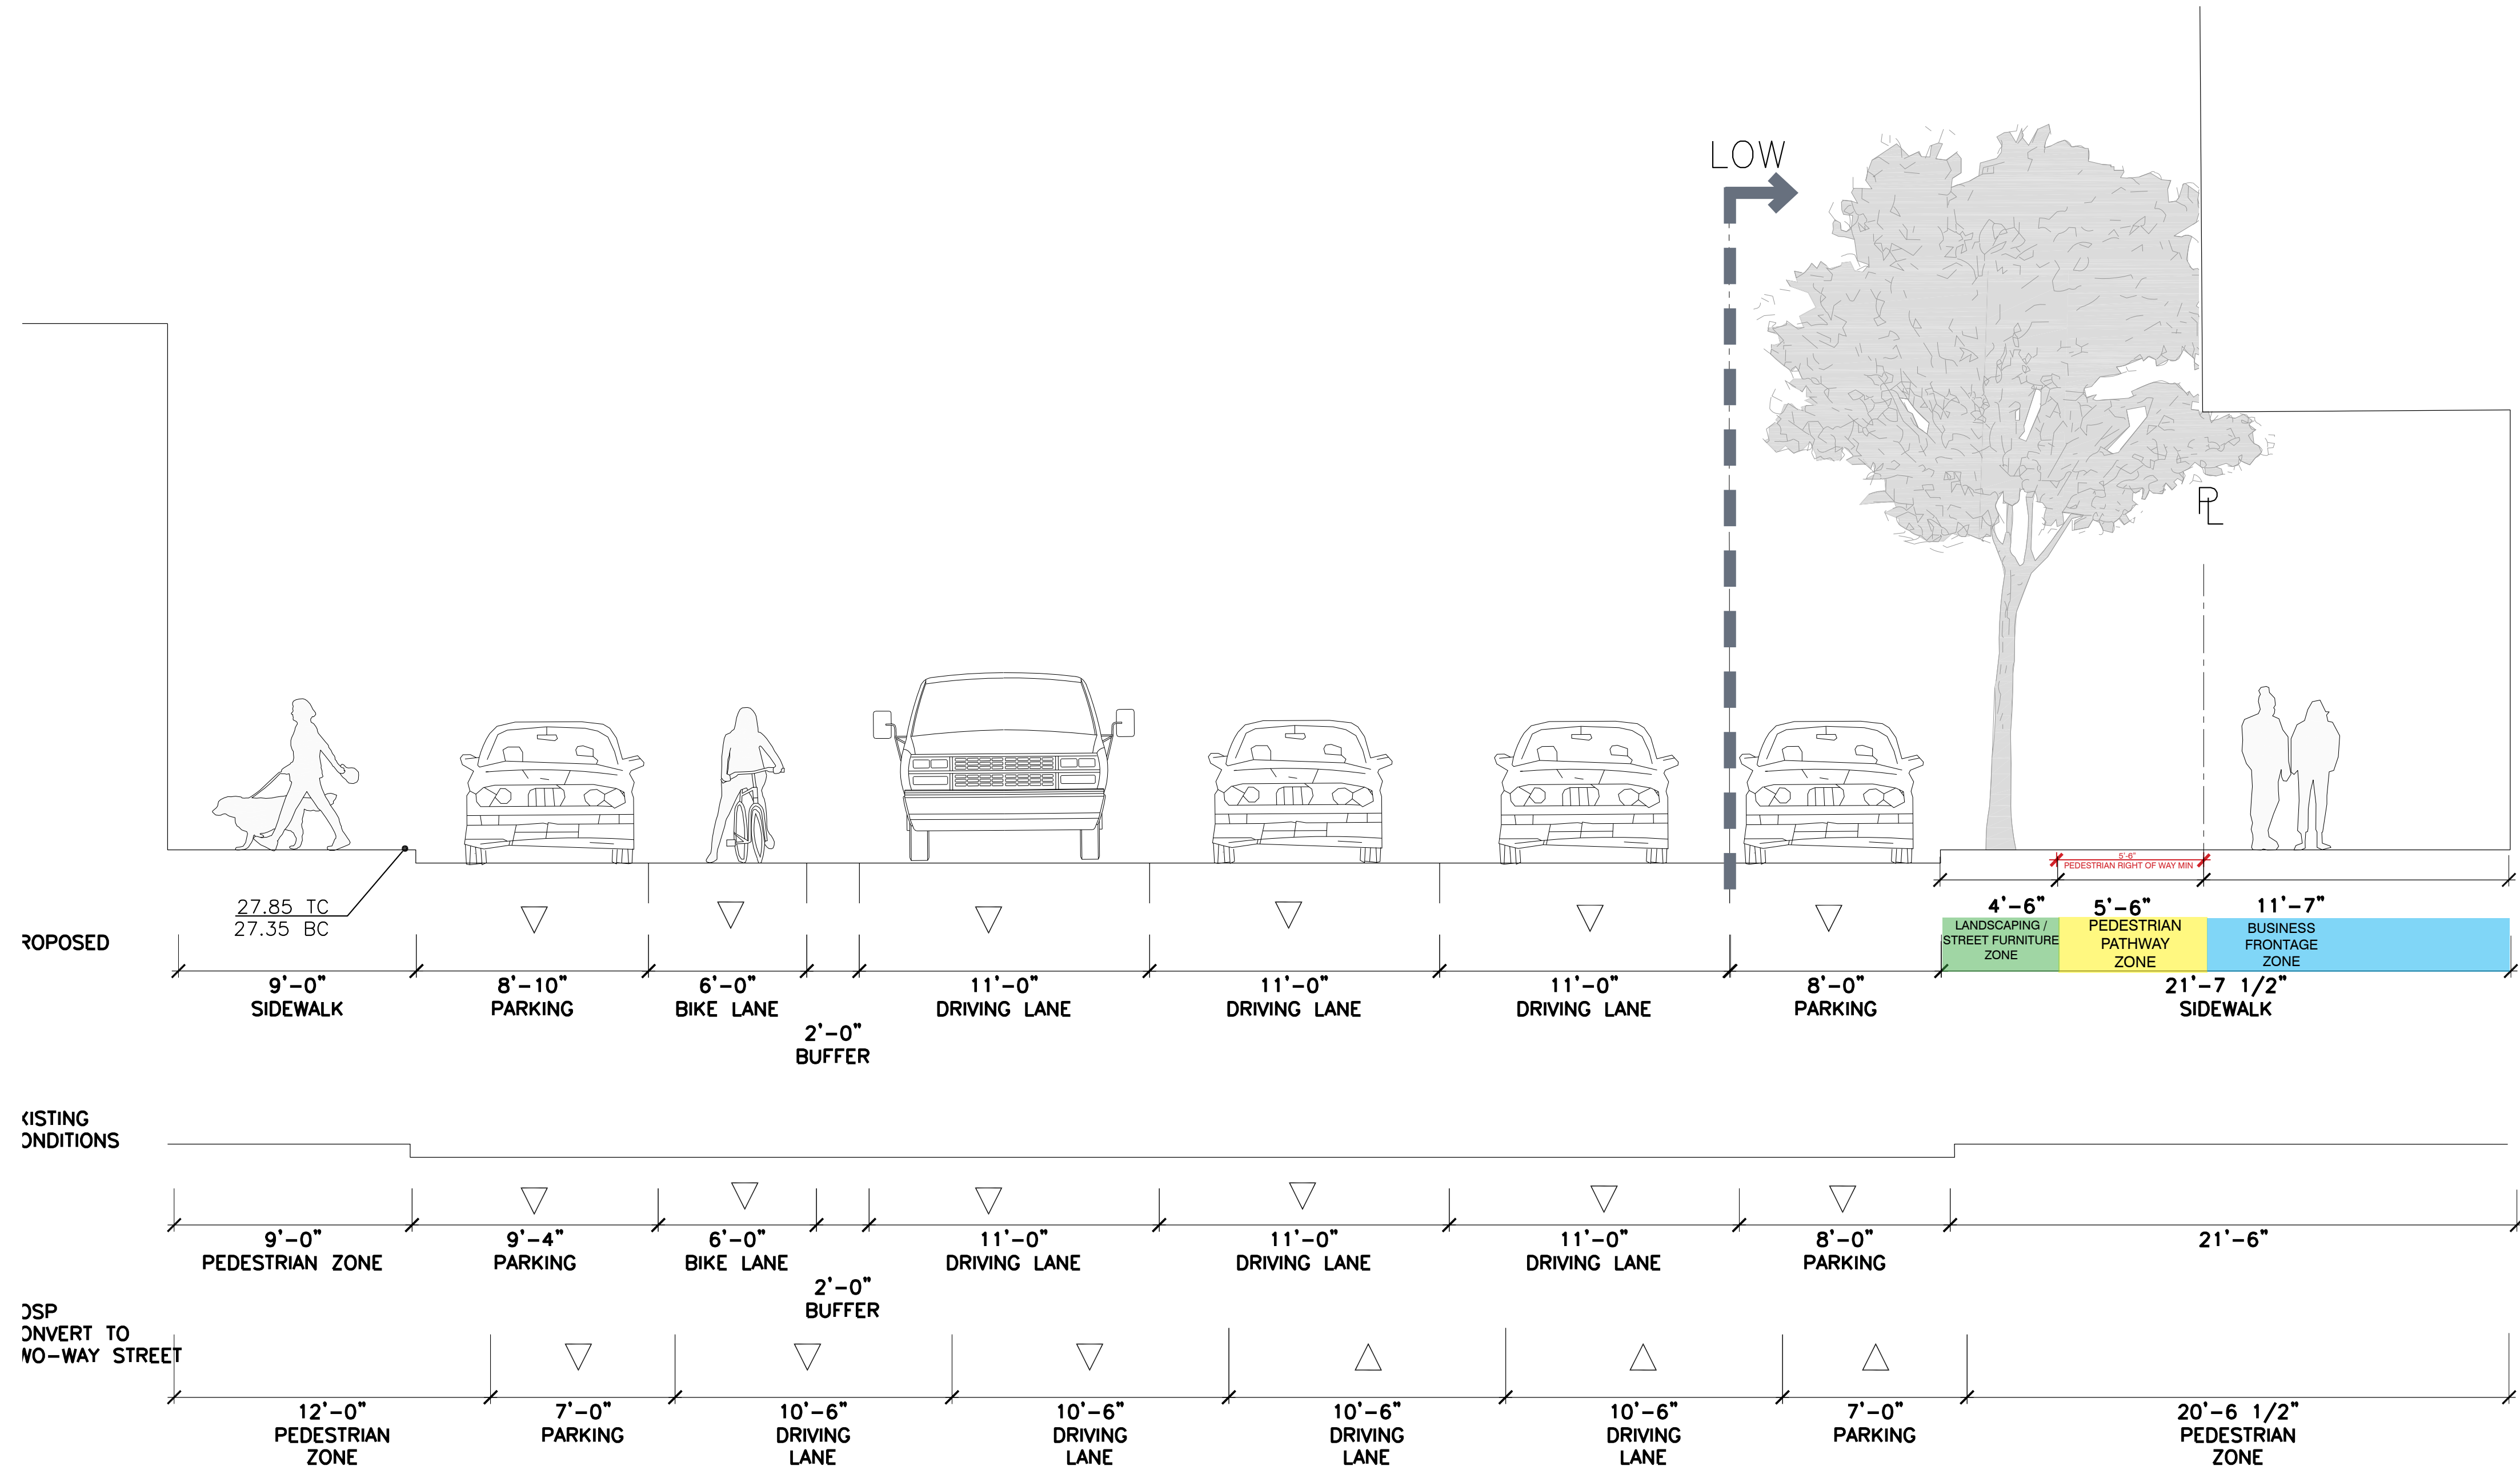 LOW
PL
5'-6"
PEDESTRIAN RIGHT OF WAY MIN
27.85 TC
27.35 BC
4'-6" 5'-6" 11'-7"
LANDSCAPING /
STREET FURNITURE
ZONE
PEDESTRIAN
PATHWAY
ZONE
BUSINESS
FRONTAGE
ZONE
ROPOSED
9'-0" 8'-10" 6'-0" 11'-0" 11'-0" 11'-0" 8'-0" 21'-7 1/2"
SIDEWALK PARKING BIKE LANE DRIVING LANE DRIVING LANE DRIVING LANE PARKING SIDEWALK
2'-0"
BUFFER
XISTING
ONDITIONS
9'-0" 9'-4" 6'-0" 11'-0" 11'-0" 11'-0" 8'-0" 21'-6"
PEDESTRIAN ZONE PARKING BIKE LANE DRIVING LANE DRIVING LANE DRIVING LANE PARKING
2'-0"
BUFFER
OSP
ONVERT TO
WO-WAY STREET
12'-0" 7'-0" 10'-6" 10'-6" 10'-6" 10'-6" 7'-0" 20'-6 1/2"
PEDESTRIAN PARKING DRIVING DRIVING DRIVING DRIVING PARKING PEDESTRIAN
ZONE LANE LANE LANE LANE ZONE